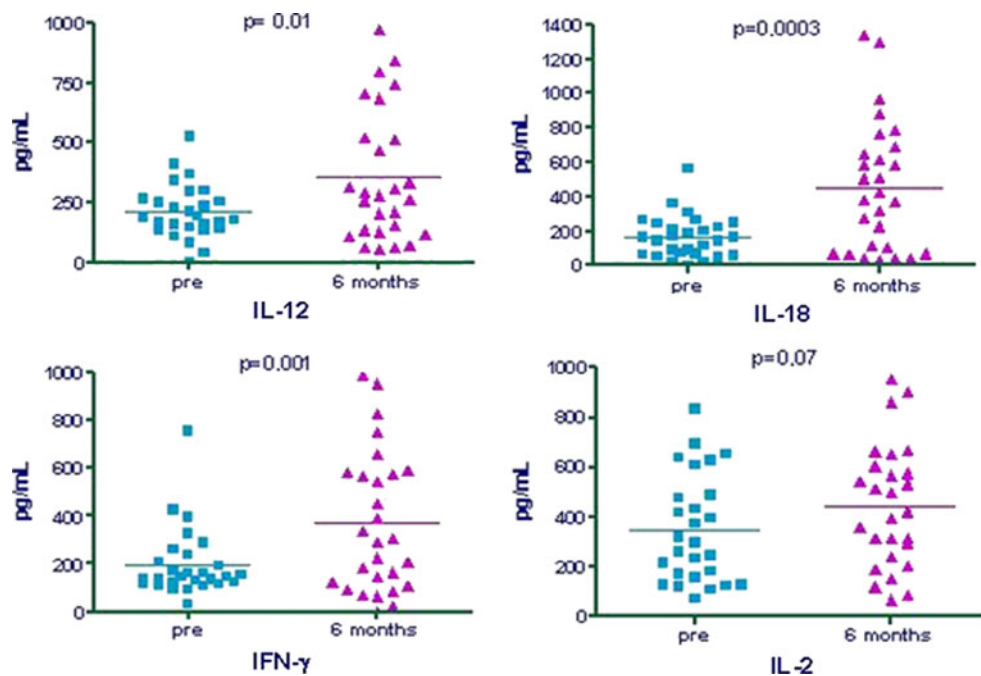 p= 0.01
1000
750
500
250
0
pg/mL
pre
6 months
IL-12
p=0.0003
1400
1200
1000
800
600
400
200
0
pg/mL
pre
6 months
IL-18
p=0.001
1000
800
600
400
200
0
pg/mL
pre
6 months
IFN-γ
p=0.07
1000
800
600
400
200
0
pg/mL
pre
6 months
IL-2